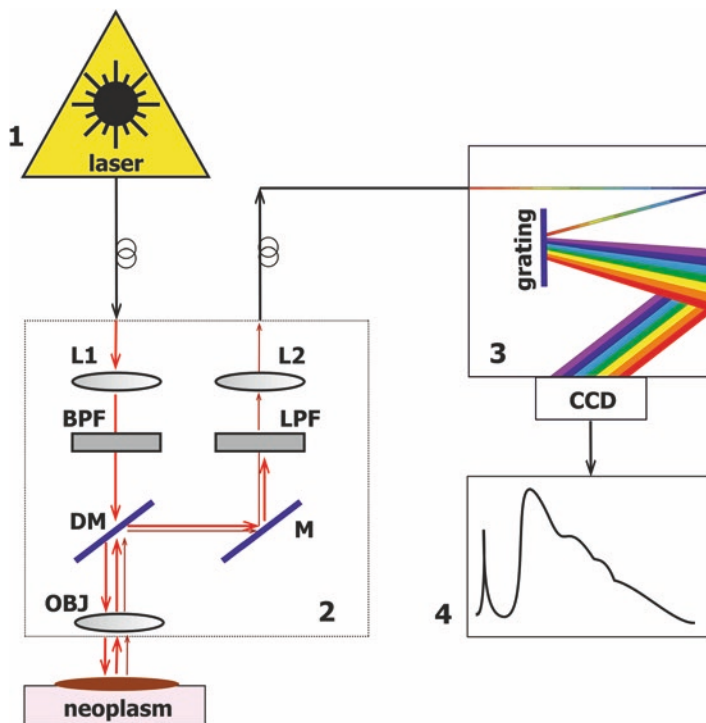 1
laser
L1
L2
BPF
LPF
DM
M
OBJ
2
neoplasm
grating
3
CCD
4